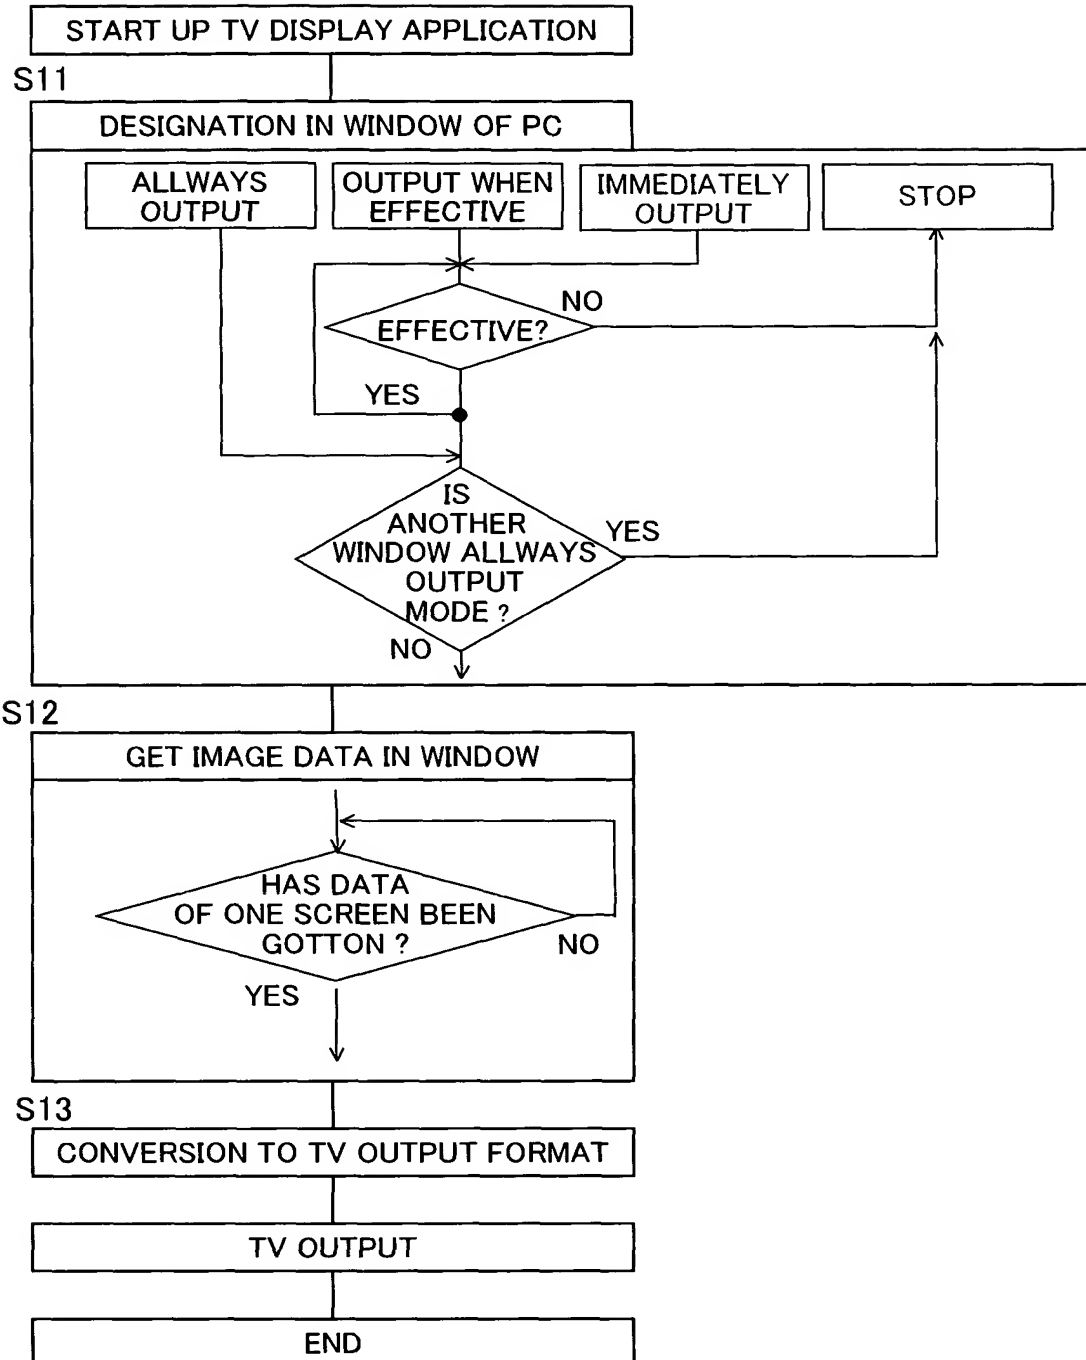 START UP TV DISPLAY APPLICATION
S11
DESIGNATION IN WINDOW OF PC
ALLWAYS
OUTPUT
OUTPUT WHEN
EFFECTIVE
IMMEDIATELY
OUTPUT
STOP
NO
EFFECTIVE?
YES
IS
ANOTHER
WINDOW ALLWAYS
OUTPUT
MODE ?
YES
NO
S12
GET IMAGE DATA IN WINDOW
HAS DATA
OF ONE SCREEN BEEN
GOTTON ?
NO
YES
S13
CONVERSION TO TV OUTPUT FORMAT
TV OUTPUT
END